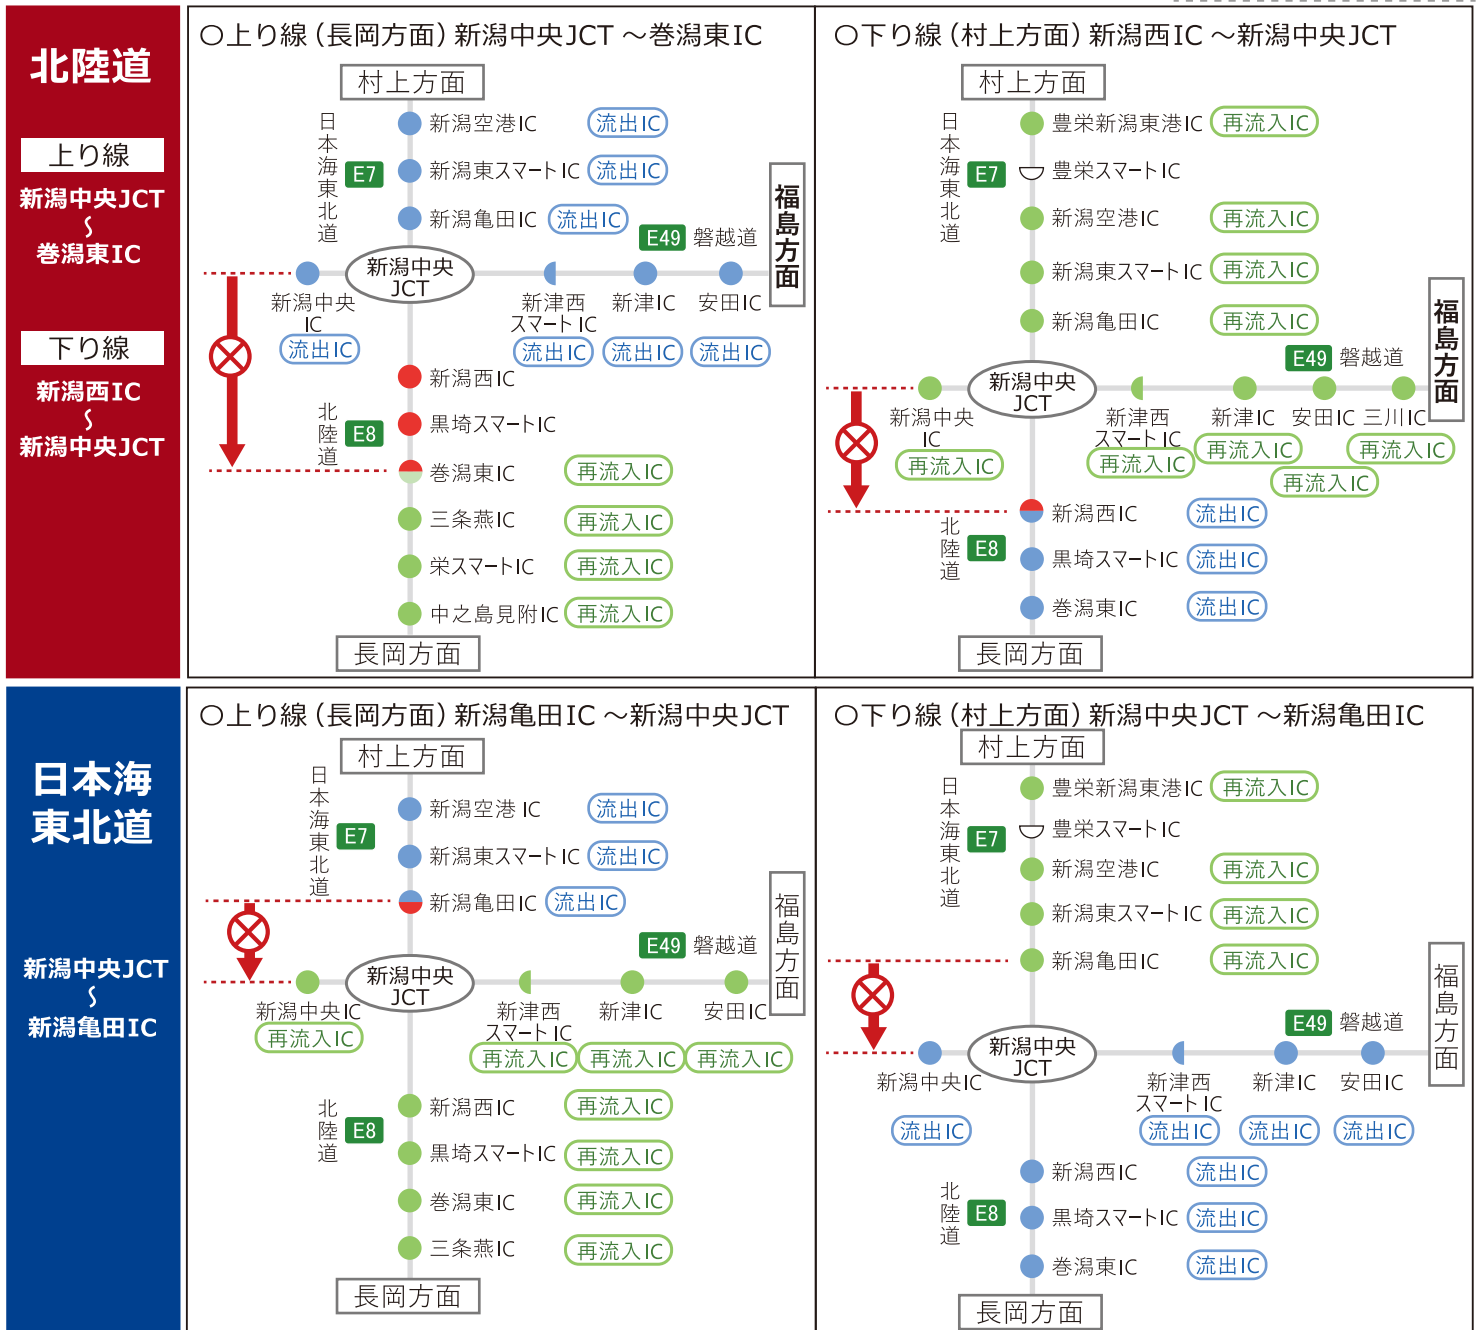 北陸道
上り線
新潟中央JCT
～
巻潟東IC
下り線
新潟西IC
～
新潟中央JCT
〇上り線（長岡方面）新潟中央JCT ～巻潟東IC
村上方面
日本海東北道
E7
新潟空港IC
流出IC
新潟東スマートIC
流出IC
新潟亀田IC
流出IC
E49 磐越道
福島方面
新潟中央
JCT
新潟中央
IC
流出IC
新津西
スマートIC
流出IC
新津IC
流出IC
安田IC
流出IC
北陸道
E8
新潟西IC
黒埼スマートIC
巻潟東IC
再流入IC
三条燕IC
再流入IC
栄スマートIC
再流入IC
中之島見附IC
再流入IC
長岡方面
〇下り線（村上方面）新潟西IC ～新潟中央JCT
村上方面
日本海東北道
E7
豊栄新潟東港IC
再流入IC
豊栄スマートIC
新潟空港IC
再流入IC
新潟東スマートIC
再流入IC
新潟亀田IC
再流入IC
E49 磐越道
福島方面
新潟中央
JCT
新潟中央
IC
再流入IC
新津西
スマートIC
再流入IC
新津IC
再流入IC
安田IC
再流入IC
三川IC
再流入IC
北陸道
E8
新潟西IC
流出IC
黒埼スマートIC
流出IC
巻潟東IC
流出IC
長岡方面
日本海
東北道
新潟中央JCT
～
新潟亀田IC
〇上り線（長岡方面）新潟亀田IC ～新潟中央JCT
村上方面
日本海東北道
E7
新潟空港IC
流出IC
新潟東スマートIC
流出IC
新潟亀田IC
流出IC
E49 磐越道
福島方面
新潟中央
JCT
新潟中央IC
再流入IC
新津西
スマートIC
再流入IC
新津IC
再流入IC
安田IC
再流入IC
北陸道
E8
新潟西IC
再流入IC
黒埼スマートIC
再流入IC
巻潟東IC
再流入IC
三条燕IC
再流入IC
長岡方面
〇下り線（村上方面）新潟中央JCT ～新潟亀田IC
村上方面
日本海東北道
E7
豊栄新潟東港IC
再流入IC
豊栄スマートIC
新潟空港IC
再流入IC
新潟東スマートIC
再流入IC
新潟亀田IC
再流入IC
E49 磐越道
福島方面
新潟中央
JCT
新潟中央IC
流出IC
新津西
スマートIC
流出IC
新津IC
流出IC
安田IC
流出IC
北陸道
E8
新潟西IC
流出IC
黒埼スマートIC
流出IC
巻潟東IC
流出IC
長岡方面